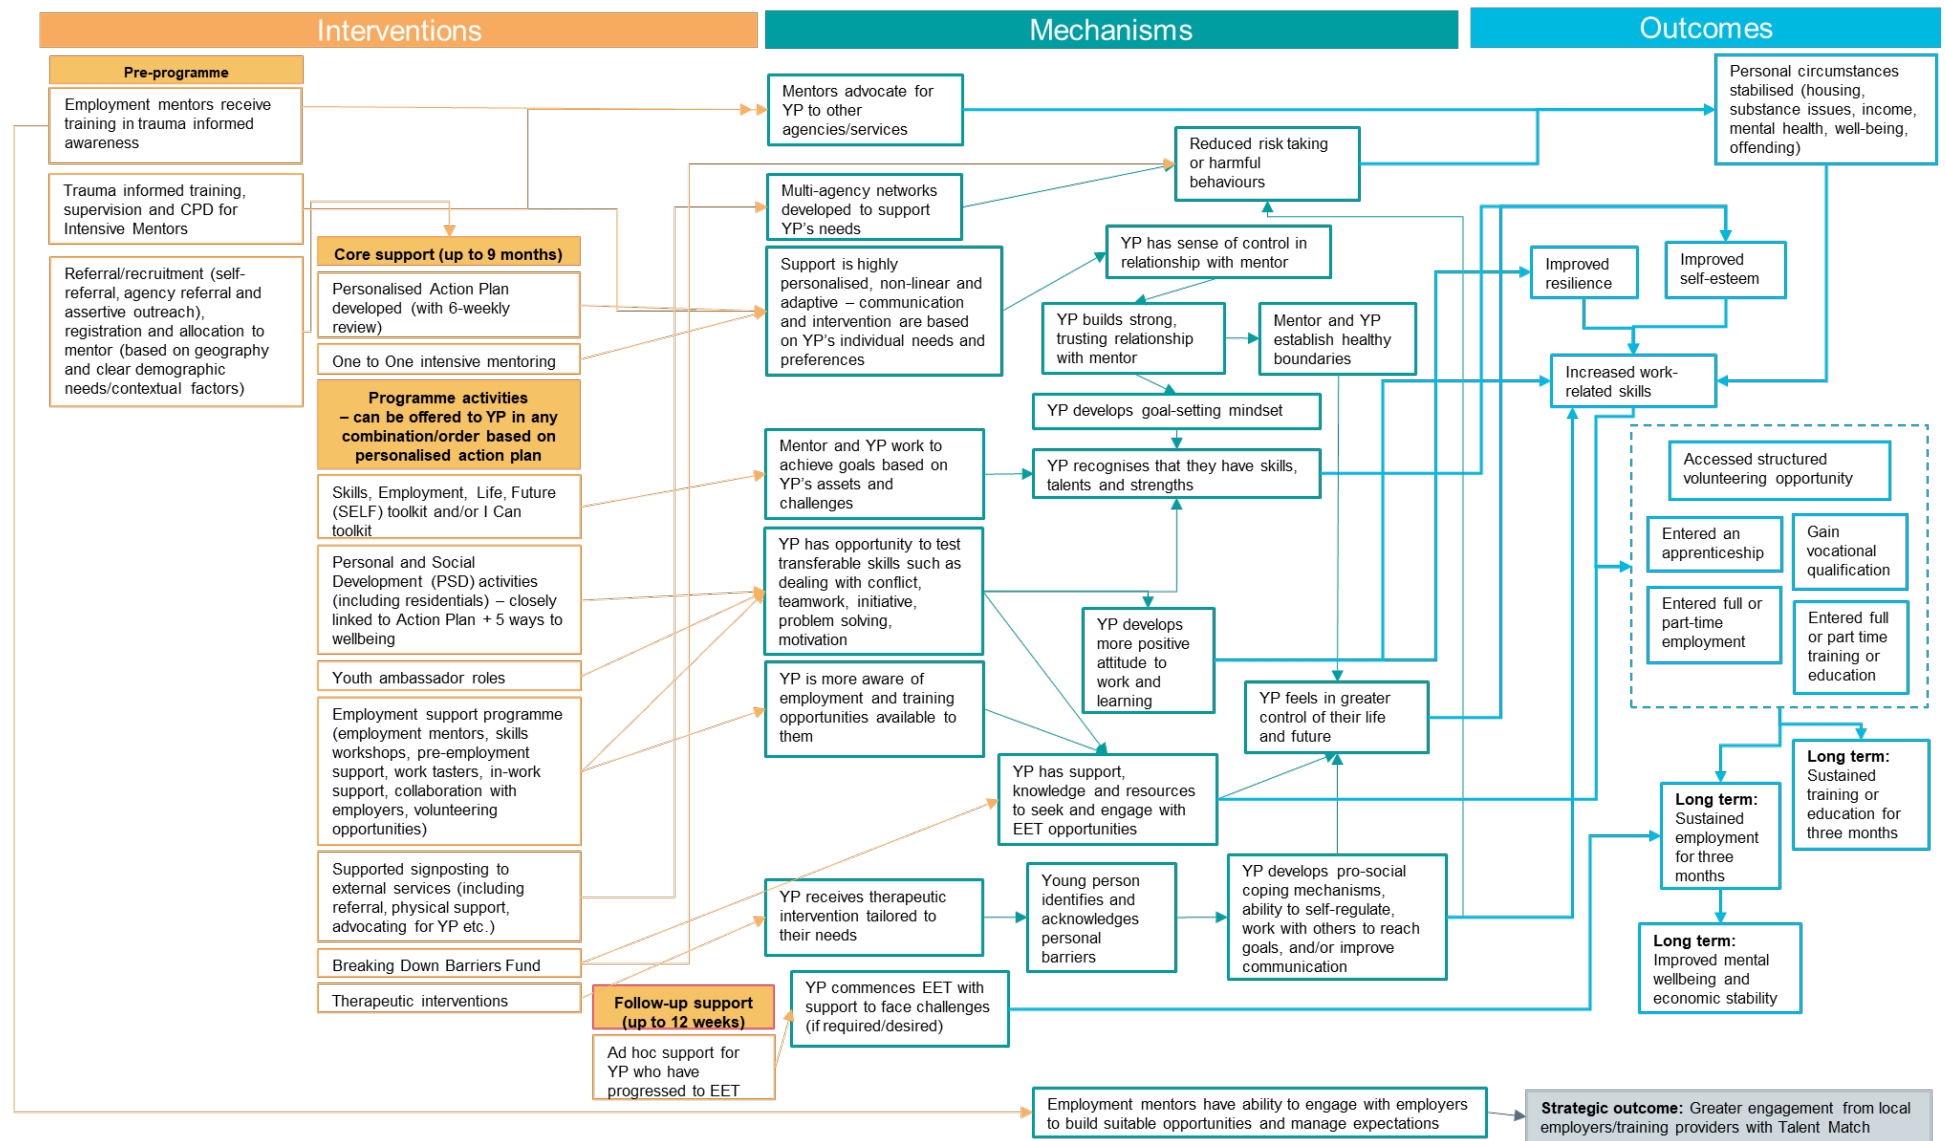 Interventions
Mechanisms
Outcomes
Pre-programme
Employment mentors receive
training in trauma informed
awareness
Trauma informed training,
supervision and CPD for
Intensive Mentors
Referral/recruitment (self-
referral, agency referral and
assertive outreach),
registration and allocation to
mentor (based on geography
and clear demographic
needs/contextual factors)
Core support (up to 9 months)
Personalised Action Plan
developed (with 6-weekly
review)
One to One intensive mentoring
Programme activities
– can be offered to YP in any
combination/order based on
personalised action plan
Skills, Employment, Life, Future
(SELF) toolkit and/or I Can
toolkit
Personal and Social
Development (PSD) activities
(including residentials) – closely
linked to Action Plan + 5 ways to
wellbeing
Youth ambassador roles
Employment support programme
(employment mentors, skills
workshops, pre-employment
support, work tasters, in-work
support, collaboration with
employers, volunteering
opportunities)
Supported signposting to
external services (including
referral, physical support,
advocating for YP etc.)
Breaking Down Barriers Fund
Therapeutic interventions
Follow-up support
(up to 12 weeks)
Ad hoc support for
YP who have
progressed to EET
Mentors advocate for
YP to other
agencies/services
Multi-agency networks
developed to support
YP's needs
Support is highly
personalised, non-linear and
adaptive – communication
and intervention are based
on YP's individual needs and
preferences
Mentor and YP work to
achieve goals based on
YP's assets and
challenges
YP has opportunity to test
transferable skills such as
dealing with conflict,
teamwork, initiative,
problem solving,
motivation
YP is more aware of
employment and training
opportunities available to
them
YP receives therapeutic
intervention tailored to
their needs
YP commences EET with
support to face challenges
(if required/desired)
Reduced risk taking
or harmful
behaviours
YP has sense of control in
relationship with mentor
YP builds strong,
trusting relationship
with mentor
Mentor and YP
establish healthy
boundaries
YP develops goal-setting mindset
YP recognises that they have skills,
talents and strengths
YP develops
more positive
attitude to
work and
learning
YP feels in greater
control of their life
and future
YP has support,
knowledge and resources
to seek and engage with
EET opportunities
Young person
identifies and
acknowledges
personal
barriers
YP develops pro-social
coping mechanisms,
ability to self-regulate,
work with others to reach
goals, and/or improve
communication
Employment mentors have ability to engage with employers
to build suitable opportunities and manage expectations
Personal circumstances
stabilised (housing,
substance issues, income,
mental health, well-being,
offending)
Improved
resilience
Improved
self-esteem
Increased work-
related skills
Accessed structured
volunteering opportunity
Entered an
apprenticeship
Gain
vocational
qualification
Entered full or
part-time
employment
Entered full
or part time
training or
education
Long term:
Sustained
training or
education for
three months
Long term:
Sustained
employment
for three
months
Long term:
Improved mental
wellbeing and
economic stability
Strategic outcome: Greater engagement from local
employers/training providers with Talent Match